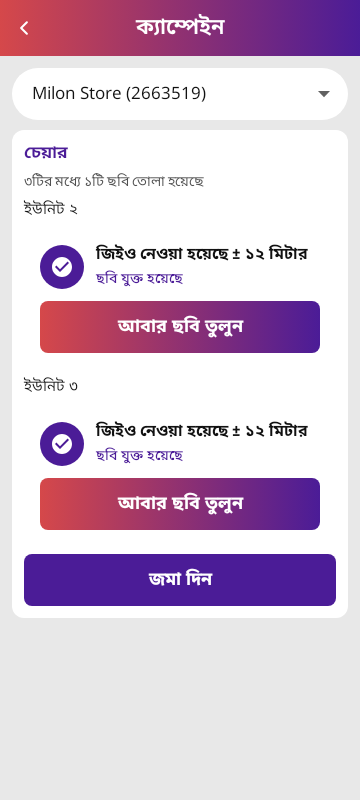 ক্যাম্পেইন
Milon Store (2663519)
চেয়ার
৩টির মধ্যে ১টি ছবি তোলা হয়েছে
ইউনিট ২
জিইও নেওয়া হয়েছে ± ১২ মিটার
ছবি যুক্ত হয়েছে
আবার ছবি তুলুন
ইউনিট ৩
জিইও নেওয়া হয়েছে ± ১২ মিটার
ছবি যুক্ত হয়েছে
আবার ছবি তুলুন
জমা দিন